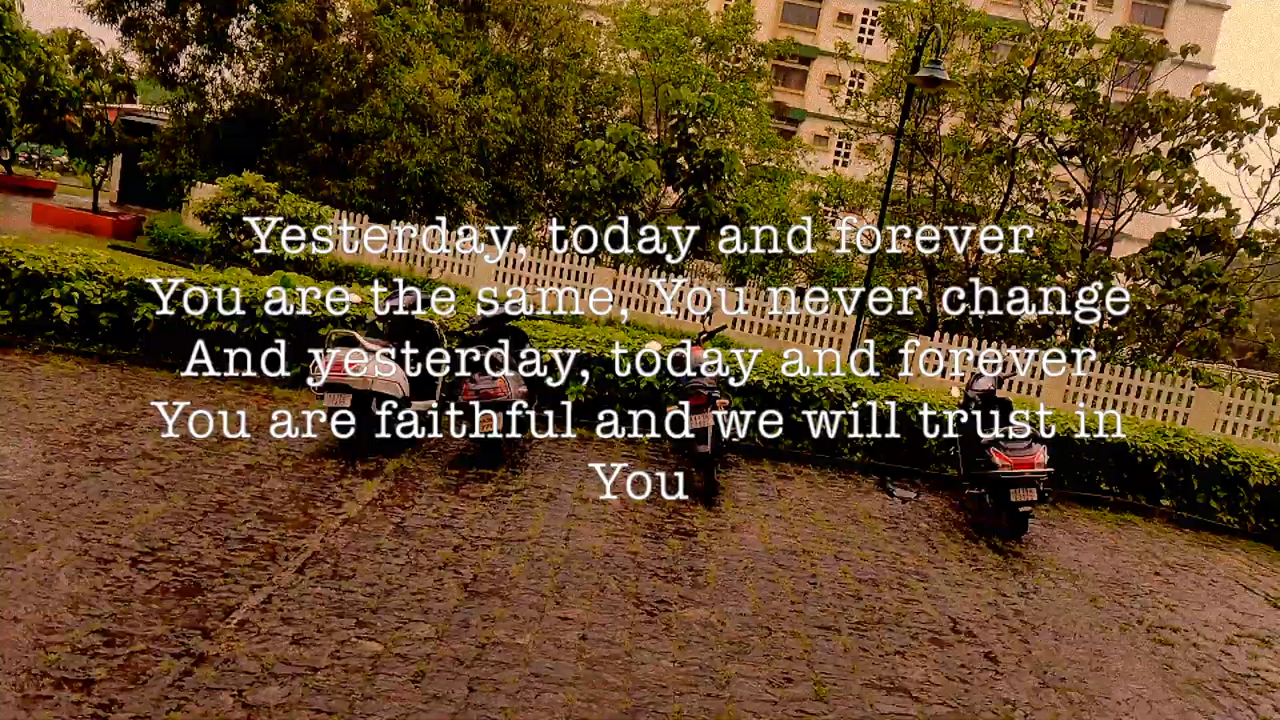 Yesterday, today and forever
You are the same, You never change
And yesterday, today and forever
You are faithful and we will trust in
You